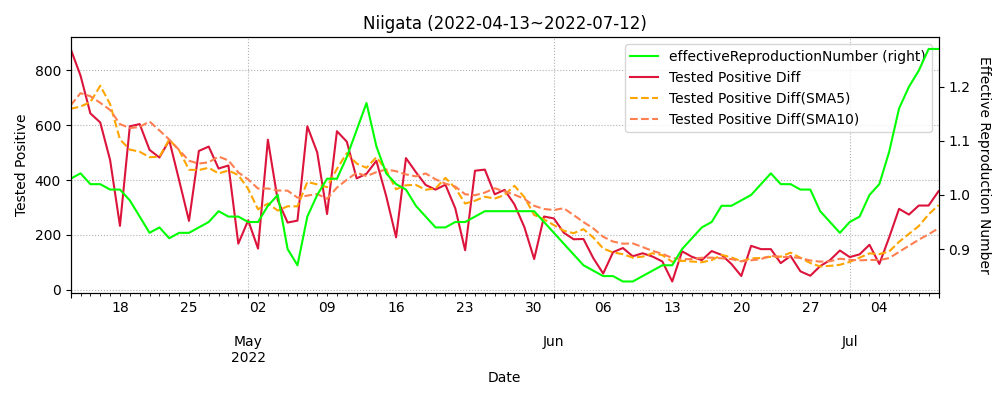 Niigata (2022-04-13~2022-07-12)
effectiveReproductionNumber (right)
Tested Positive Diff
Tested Positive Diff(SMA5)
Tested Positive Diff(SMA10)
Tested Positive
800
600
400
200
0
Effective Reproduction Number
1.2
1.1
1.0
0.9
18 25 02 09 16 23 30 06 13 20 27 04
May Jun Jul
2022
Date